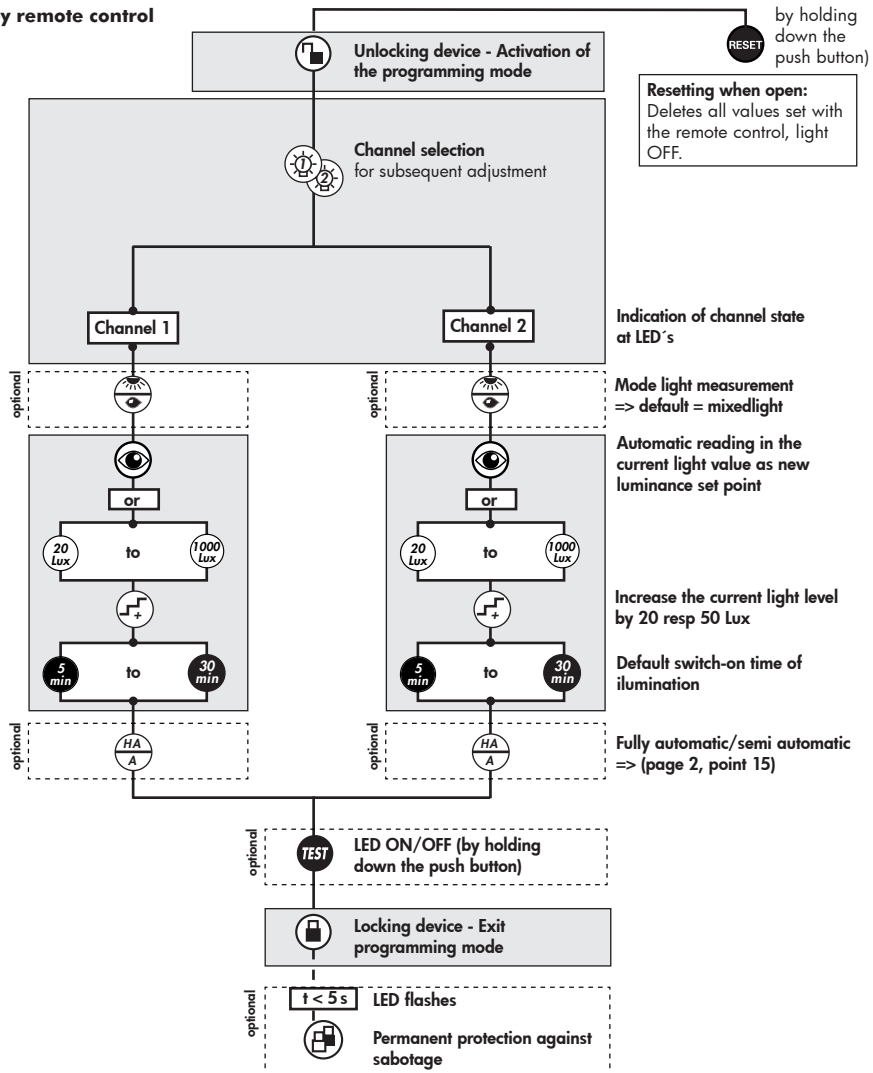 y remote control
by holding
down the
push button)
RESET
Unlocking device - Activation of
the programming mode
Resetting when open:
Deletes all values set with
the remote control, light
OFF.
1
2
Channel selection
for subsequent adjustment
Channel 1
Channel 2
Indication of channel state
at LED´s
optional
optional
Mode light measurement
=> default = mixedlight
Automatic reading in the
current light value as new
luminance set point
or
or
20
Lux
to
1000
Lux
20
Lux
to
1000
Lux
+
+
Increase the current light level
by 20 resp 50 Lux
5
min
to
30
min
5
min
to
30
min
Default switch-on time of
ilumination
optional
HA
A
optional
HA
A
Fully automatic/semi automatic
=> (page 2, point 15)
optional
TEST
LED ON/OFF (by holding
down the push button)
Locking device - Exit
programming mode
optional
t < 5 s
LED flashes
Permanent protection against
sabotage